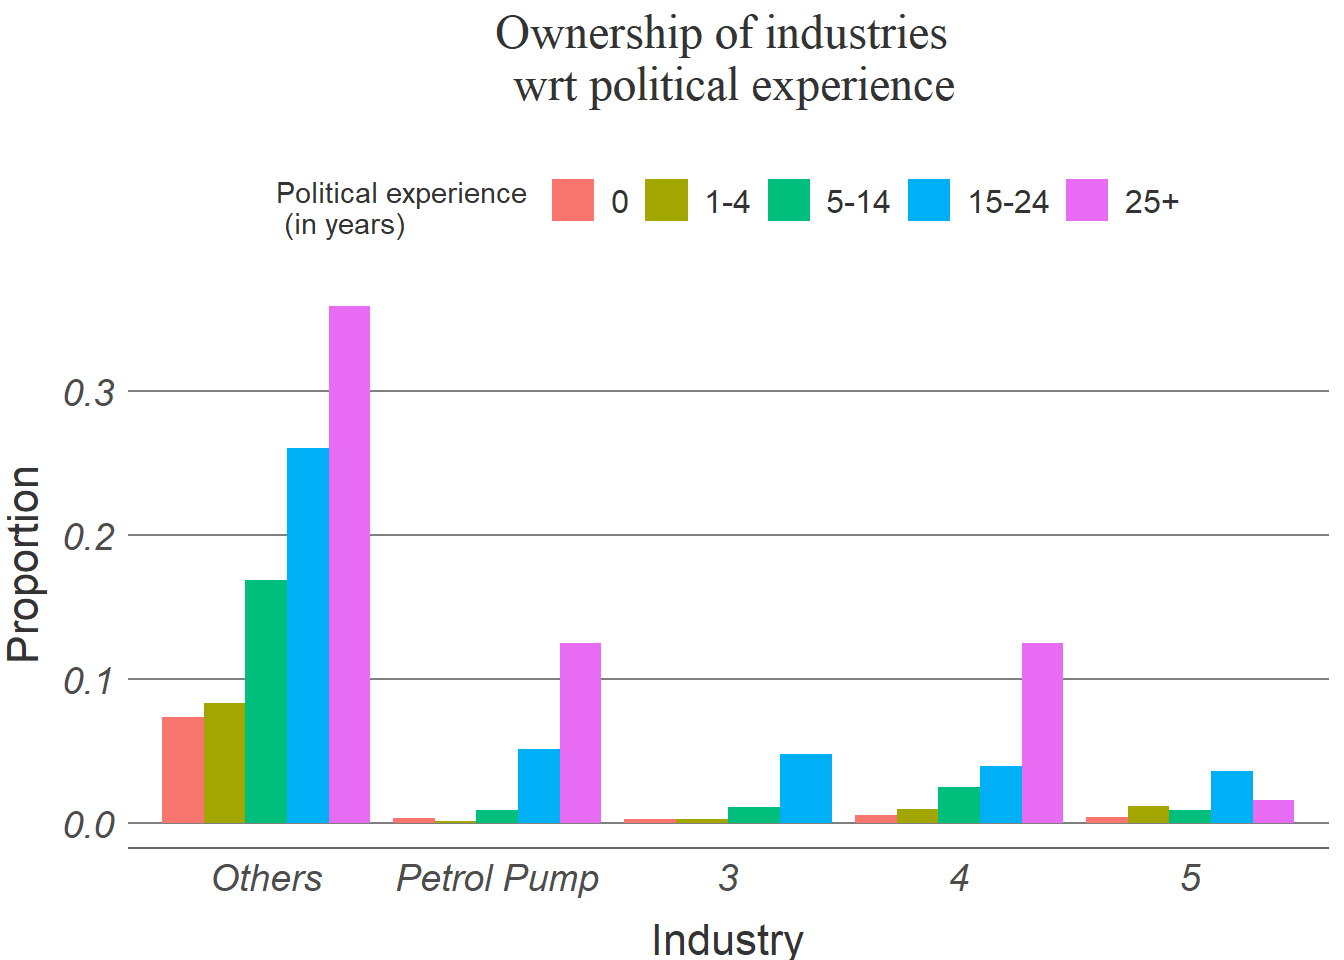 Ownership of industries
wrt political experience
Political experience
(in years)
0 1-4 5-14 15-24 25+
0.3
0.2
0.1
0.0
Proportion
Others Petrol Pump 3 4 5
Industry